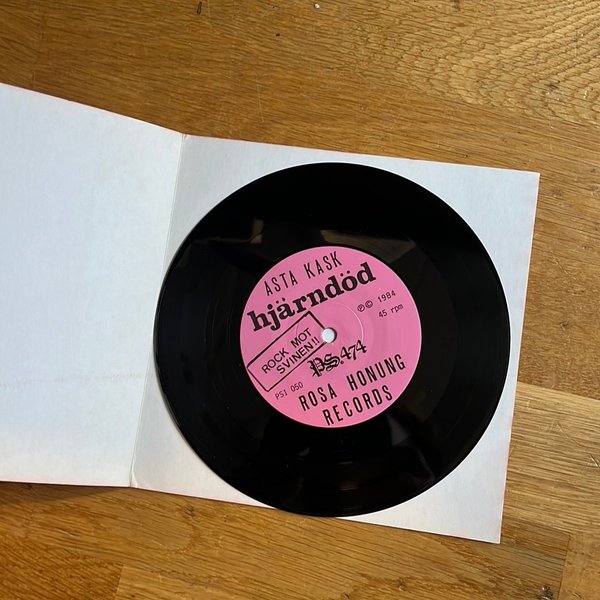 ASTA KASK
hjärndöd
℗© 1984
45 rpm
ROCK MOT
SVINEN!!
PS.474
PSI 050
ROSA HONUNG
RECORDS